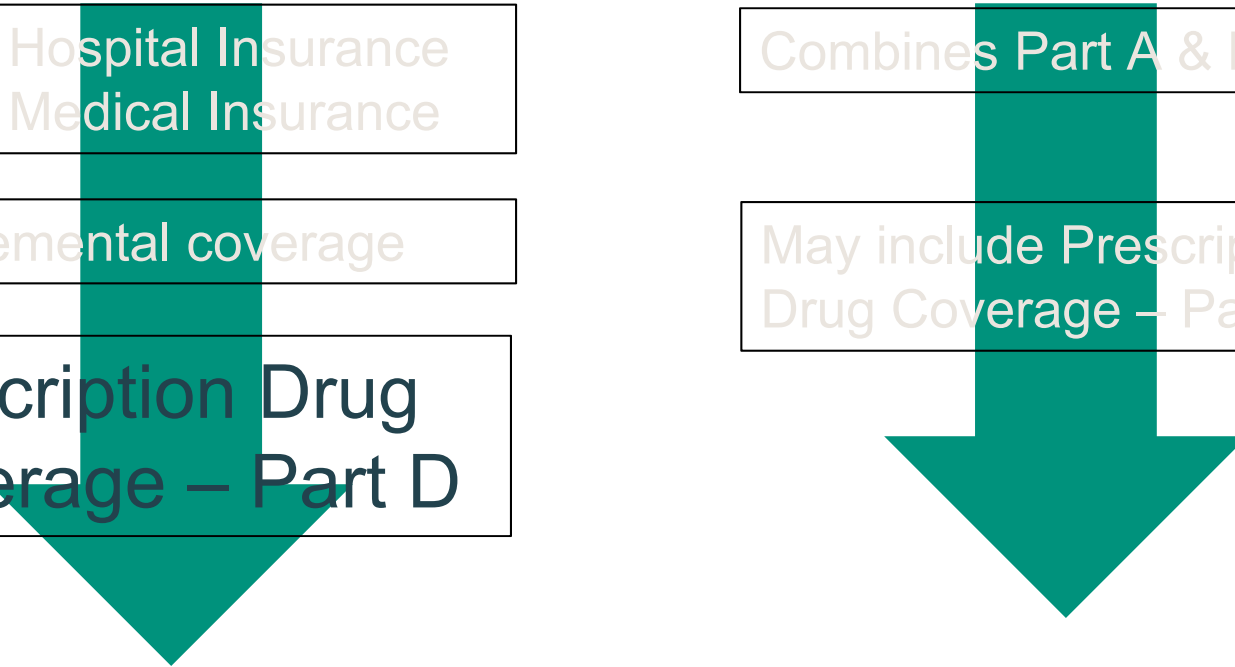 Hospital Insurance
Medical Insurance
emental coverage
cription Drug
erage – Part D
Combines Part A &
May include Prescrip
Drug Coverage – Pa